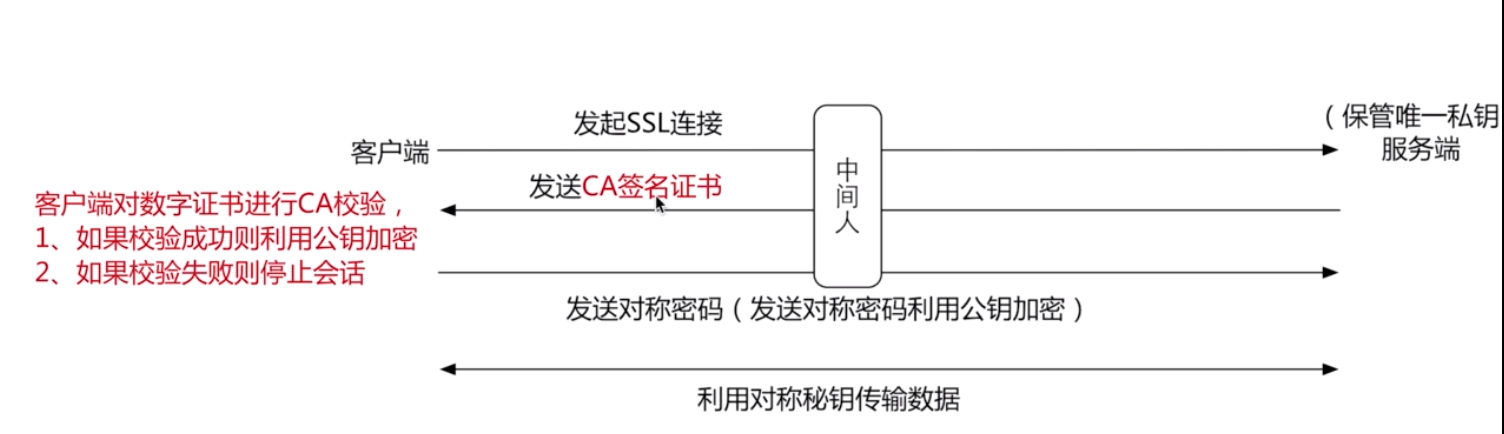 发起SSL连接
（保管唯一私钥
客户端
服务端
发送CA签名证书
中间人
客户端对数字证书进行CA校验，
1、如果校验成功则利用公钥加密
2、如果校验失败则停止会话
发送对称密码（发送对称密码利用公钥加密）
利用对称秘钥传输数据